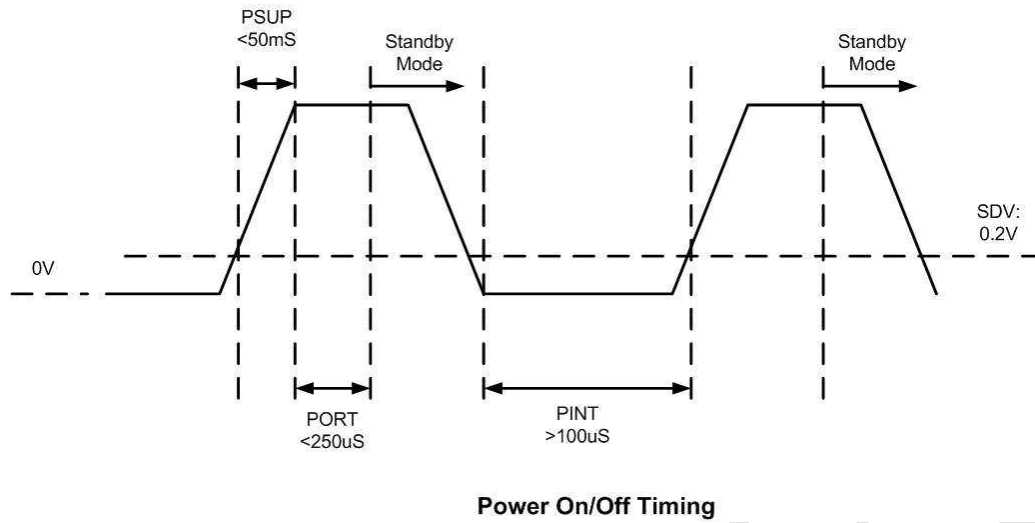 PSUP
<50mS
Standby
Mode
Standby
Mode
SDV:
0.2V
0V
PORT
<250uS
PINT
>100uS
Power On/Off Timing